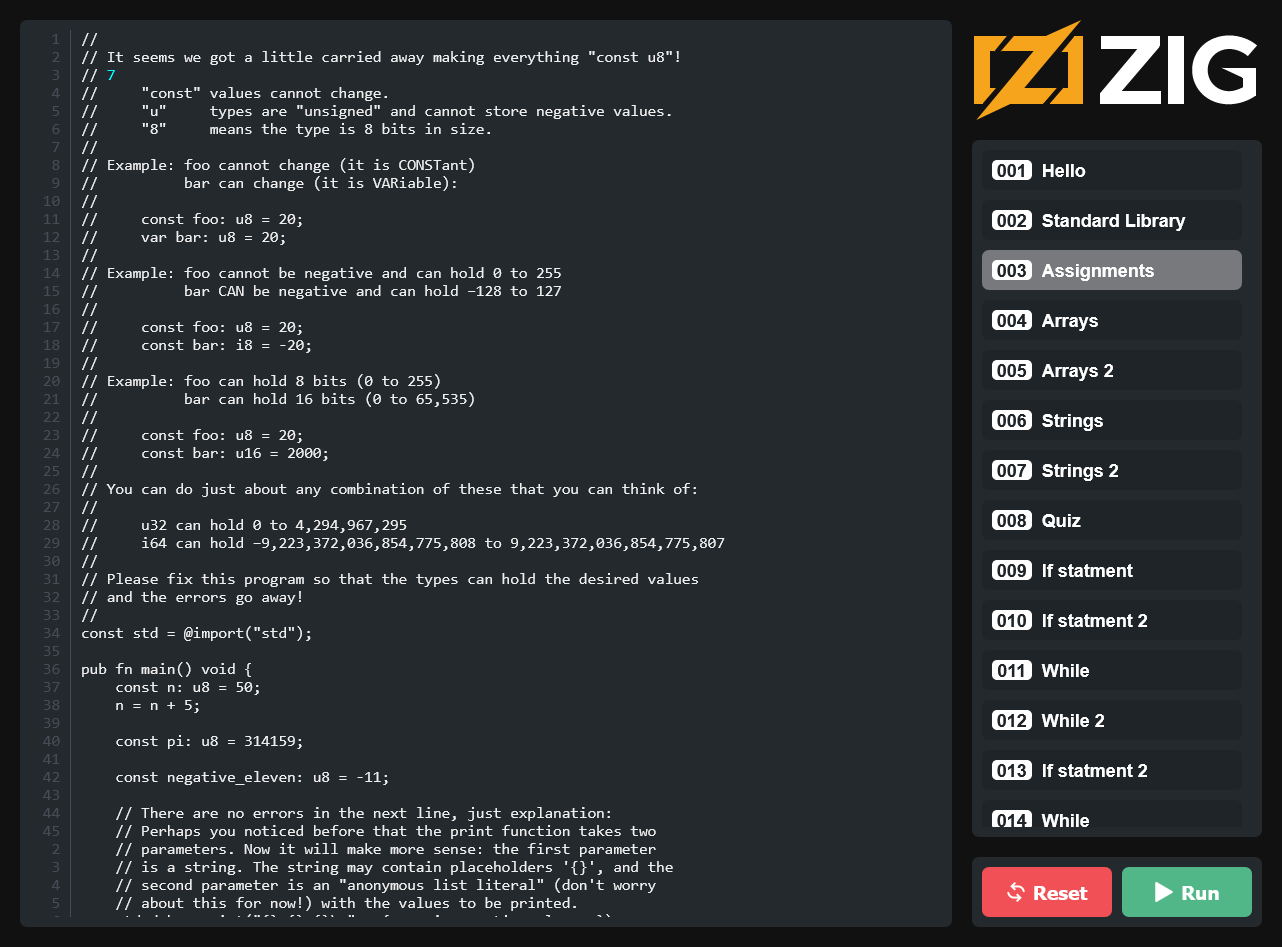 1 //
2 // It seems we got a little carried away making everything "const u8"!
3 // 7
4 //     "const" values cannot change.
5 //     "u"     types are "unsigned" and cannot store negative values.
6 //     "8"     means the type is 8 bits in size.
7 //
8 // Example: foo cannot change (it is CONSTant)
9 //          bar can change (it is VARiable):
10 //
11 //     const foo: u8 = 20;
12 //     var bar: u8 = 20;
13 //
14 // Example: foo cannot be negative and can hold 0 to 255
15 //          bar CAN be negative and can hold −128 to 127
16 //
17 //     const foo: u8 = 20;
18 //     const bar: i8 = -20;
19 //
20 // Example: foo can hold 8 bits (0 to 255)
21 //          bar can hold 16 bits (0 to 65,535)
22 //
23 //     const foo: u8 = 20;
24 //     const bar: u16 = 2000;
25 //
26 // You can do just about any combination of these that you can think of:
27 //
28 //     u32 can hold 0 to 4,294,967,295
29 //     i64 can hold −9,223,372,036,854,775,808 to 9,223,372,036,854,775,807
30 //
31 // Please fix this program so that the types can hold the desired values
32 // and the errors go away!
33 //
34 const std = @import("std");
35
36 pub fn main() void {
37     const n: u8 = 50;
38     n = n + 5;
39
40     const pi: u8 = 314159;
41
42     const negative_eleven: u8 = -11;
43
44     // There are no errors in the next line, just explanation:
45     // Perhaps you noticed before that the print function takes two
2     // parameters. Now it will make more sense: the first parameter
3     // is a string. The string may contain placeholders '{}', and the
4     // second parameter is an "anonymous list literal" (don't worry
5     // about this for now!) with the values to be printed.
ZIG
001 Hello
002 Standard Library
003 Assignments
004 Arrays
005 Arrays 2
006 Strings
007 Strings 2
008 Quiz
009 If statment
010 If statment 2
011 While
012 While 2
013 If statment 2
014 While
Reset
Run